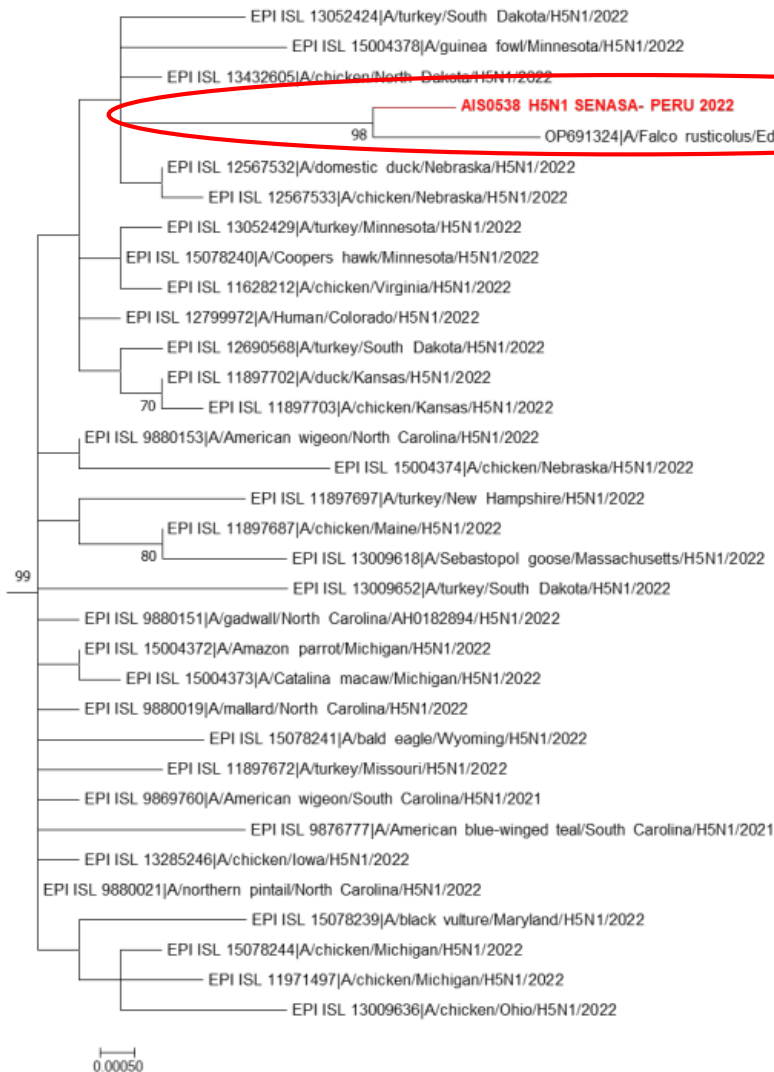 EPI ISL 13052424|A/turkey/South Dakota/H5N1/2022
EPI ISL 15004378|A/guinea fowl/Minnesota/H5N1/2022
EPI ISL 13432605|A/chicken/North Dakota/H5N1/2022
AIS0538 H5N1 SENASA- PERU 2022
98
OP691324|A/Falco rusticolus/Ed
EPI ISL 12567532|A/domestic duck/Nebraska/H5N1/2022
EPI ISL 12567533|A/chicken/Nebraska/H5N1/2022
EPI ISL 13052429|A/turkey/Minnesota/H5N1/2022
EPI ISL 15078240|A/Coopers hawk/Minnesota/H5N1/2022
EPI ISL 11628212|A/chicken/Virginia/H5N1/2022
EPI ISL 12799972|A/Human/Colorado/H5N1/2022
EPI ISL 12690568|A/turkey/South Dakota/H5N1/2022
EPI ISL 11897702|A/duck/Kansas/H5N1/2022
70
EPI ISL 11897703|A/chicken/Kansas/H5N1/2022
EPI ISL 9880153|A/American wigeon/North Carolina/H5N1/2022
EPI ISL 15004374|A/chicken/Nebraska/H5N1/2022
EPI ISL 11897697|A/turkey/New Hampshire/H5N1/2022
EPI ISL 11897687|A/chicken/Maine/H5N1/2022
80
EPI ISL 13009618|A/Sebastopol goose/Massachusetts/H5N1/2022
99
EPI ISL 13009652|A/turkey/South Dakota/H5N1/2022
EPI ISL 9880151|A/gadwall/North Carolina/AH0182894/H5N1/2022
EPI ISL 15004372|A/Amazon parrot/Michigan/H5N1/2022
EPI ISL 15004373|A/Catalina macaw/Michigan/H5N1/2022
EPI ISL 9880019|A/mallard/North Carolina/H5N1/2022
EPI ISL 15078241|A/bald eagle/Wyoming/H5N1/2022
EPI ISL 11897672|A/turkey/Missouri/H5N1/2022
EPI ISL 9869760|A/American wigeon/South Carolina/H5N1/2021
EPI ISL 9876777|A/American blue-winged teal/South Carolina/H5N1/2021
EPI ISL 13285246|A/chicken/Iowa/H5N1/2022
EPI ISL 9880021|A/northern pintail/North Carolina/H5N1/2022
EPI ISL 15078239|A/black vulture/Maryland/H5N1/2022
EPI ISL 15078244|A/chicken/Michigan/H5N1/2022
EPI ISL 11971497|A/chicken/Michigan/H5N1/2022
EPI ISL 13009636|A/chicken/Ohio/H5N1/2022
0.00050